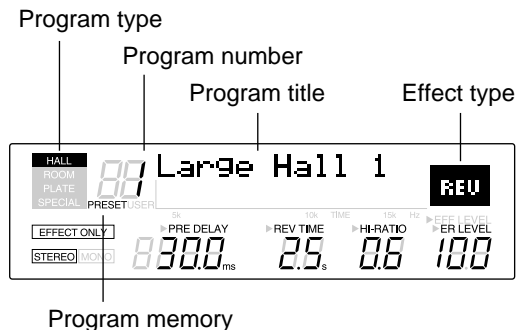 Program type
Program number
Program title
Effect type
HALL
ROOM
PLATE
SPECIAL
1
PRESET USER
Large Hall 1
REV
5k 10k TIME 15k Hz
EFF LEVEL
EFFECT ONLY
STEREO MONO
PRE DELAY REV TIME HI-RATIO ER LEVEL
30.0 ms 2.5 s 0.6 100
Program memory